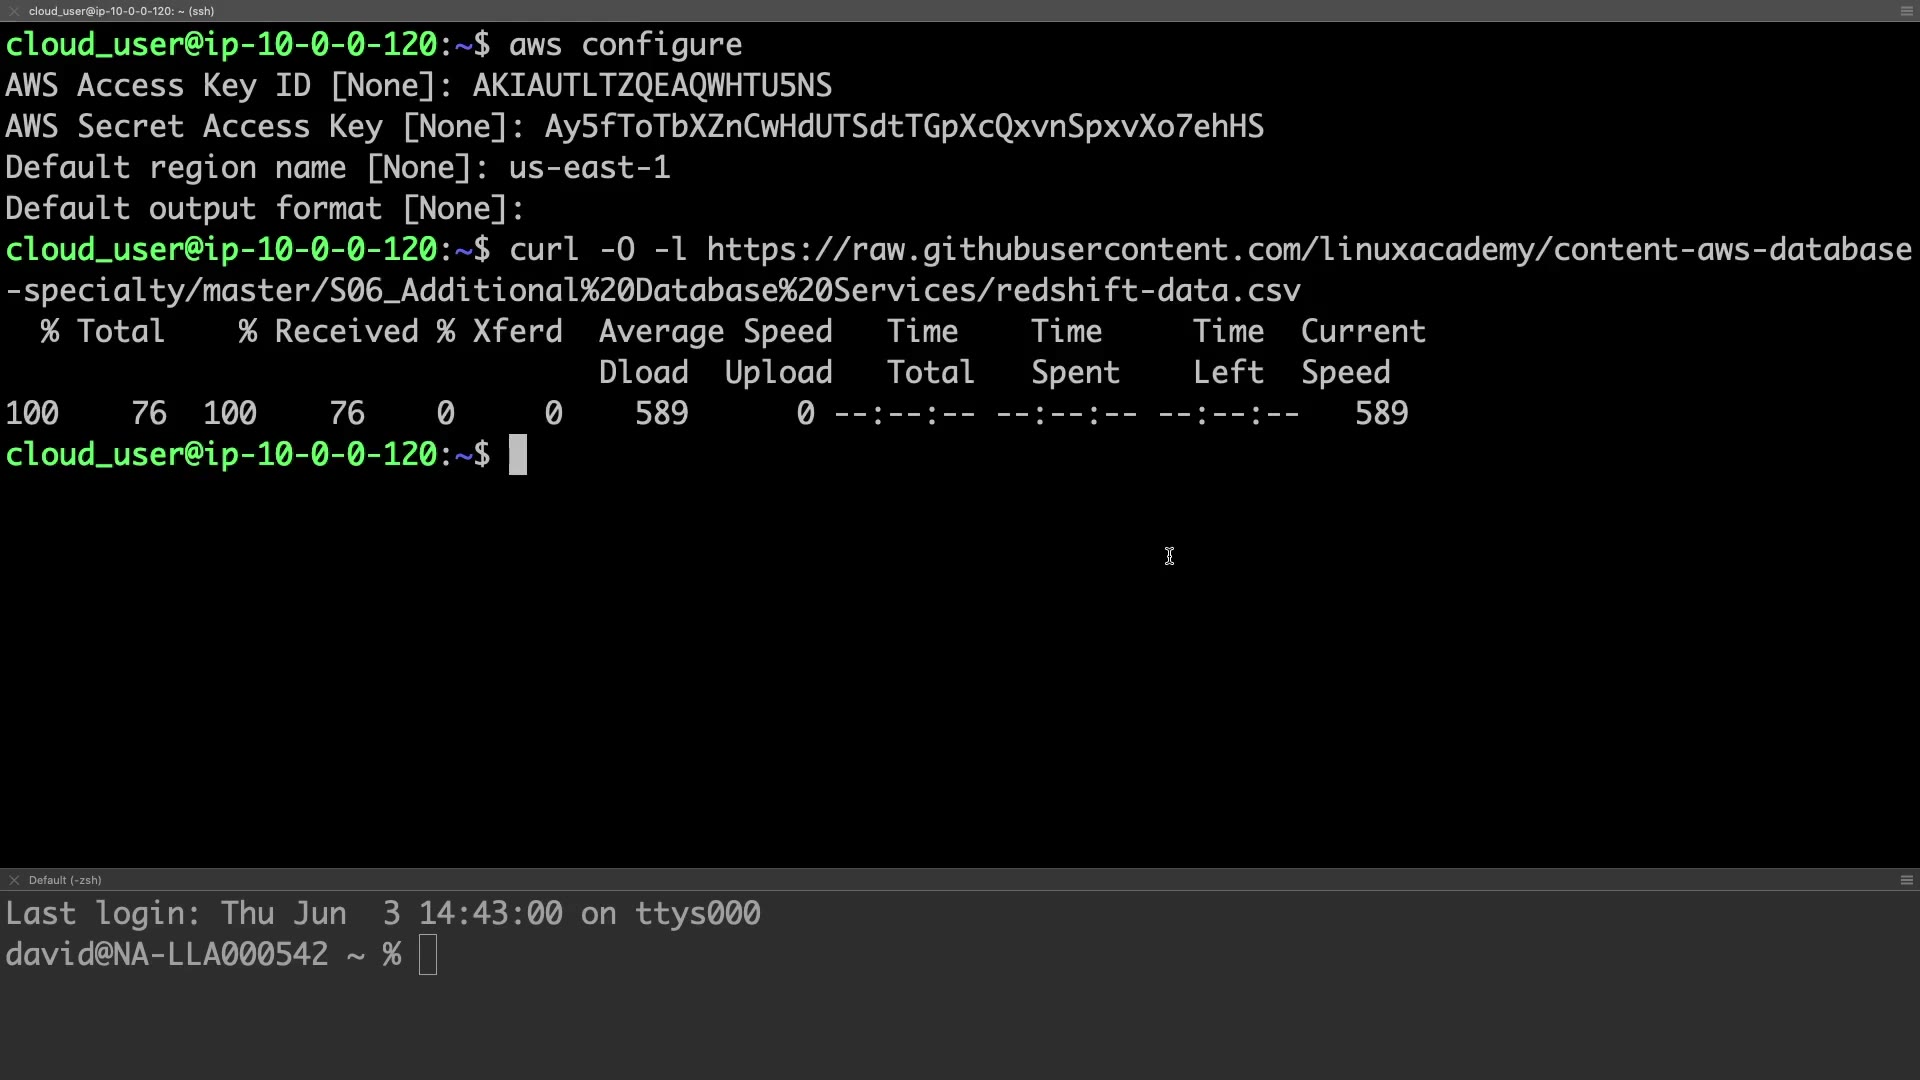 cloud_user@ip-10-0-0-120: ~ (ssh)
cloud_user@ip-10-0-0-120:~$ aws configure
AWS Access Key ID [None]: AKIAUTLTZQEAQWHTU5NS
AWS Secret Access Key [None]: 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
Default region name [None]: us-east-1
Default output format [None]:
cloud_user@ip-10-0-0-120:~$ curl -O -l https://raw.githubusercontent.com/linuxacademy/content-aws-database
-specialty/master/S06_Additional%20Database%20Services/redshift-data.csv
  % Total    % Received % Xferd  Average Speed   Time    Time     Time  Current
                                 Dload  Upload   Total   Spent    Left  Speed
100    76  100    76    0     0    589      0 --:--:-- --:--:-- --:--:--   589
cloud_user@ip-10-0-0-120:~$
Default (-zsh)
Last login: Thu Jun  3 14:43:00 on ttys000
david@NA-LLA000542 ~ %